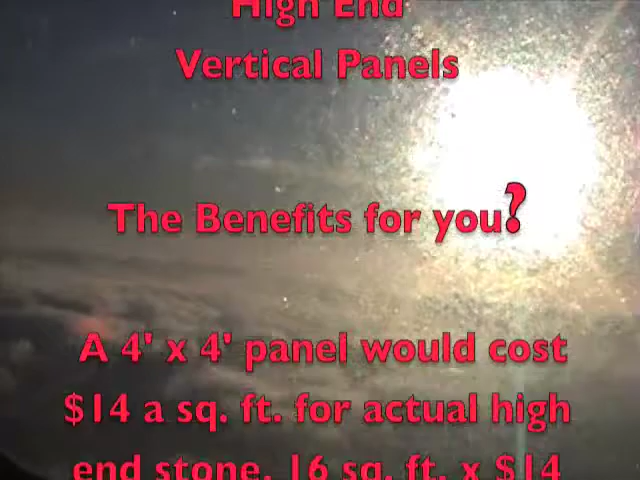 High End
Vertical Panels
The Benefits for you?
A 4' x 4' panel would cost
$14 a sq. ft. for actual high
end stone. 16 sq. ft. x $14